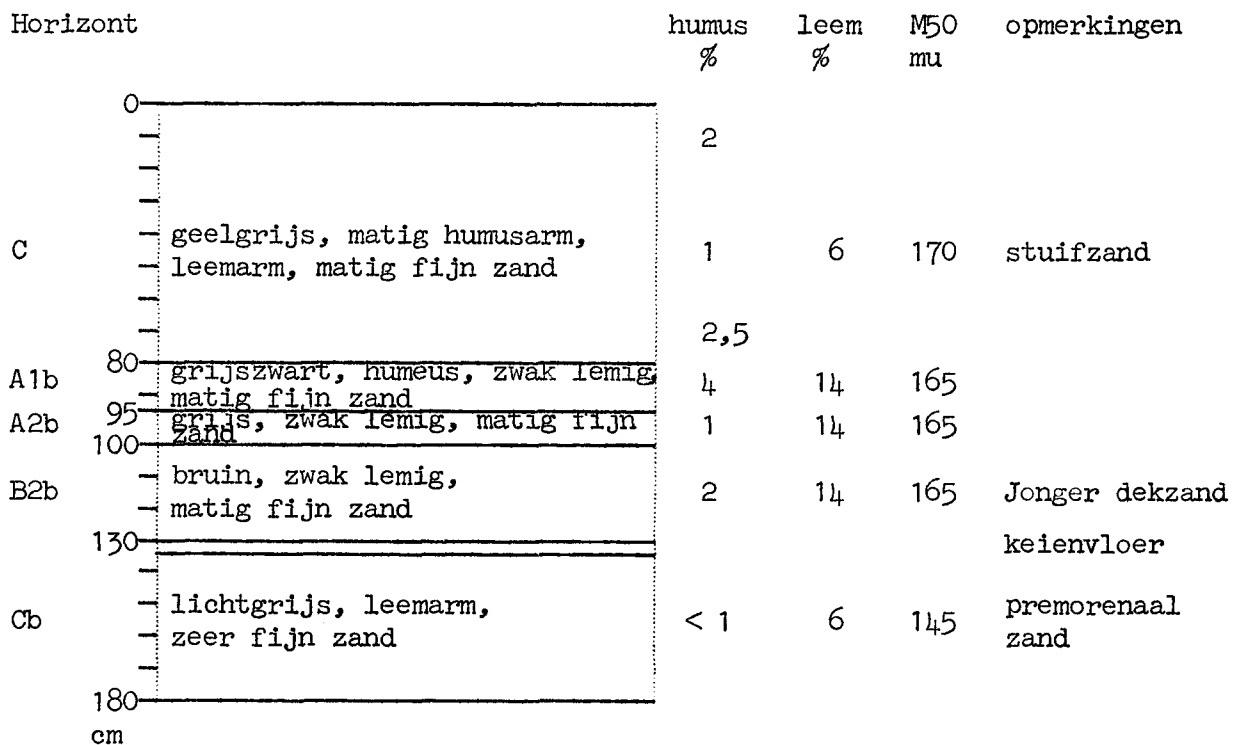 Horizont humus leem M50 opmerkingen
% % mu
0
2
C geelgrijs, matig humusarm, leemarm, matig fijn zand 1 6 170 stuifzand
2,5
80
A1b grijszwart, humeus, zwak lemig, matig fijn zand 4 14 165
95
A2b grijs, zwak lemig, matig fijn zand 1 14 165
100
B2b bruin, zwak lemig, matig fijn zand 2 14 165 Jonger dekzand
130 keienvloer
Cb lichtgrijs, leemarm, zeer fijn zand < 1 6 145 premorenaal zand
180
cm